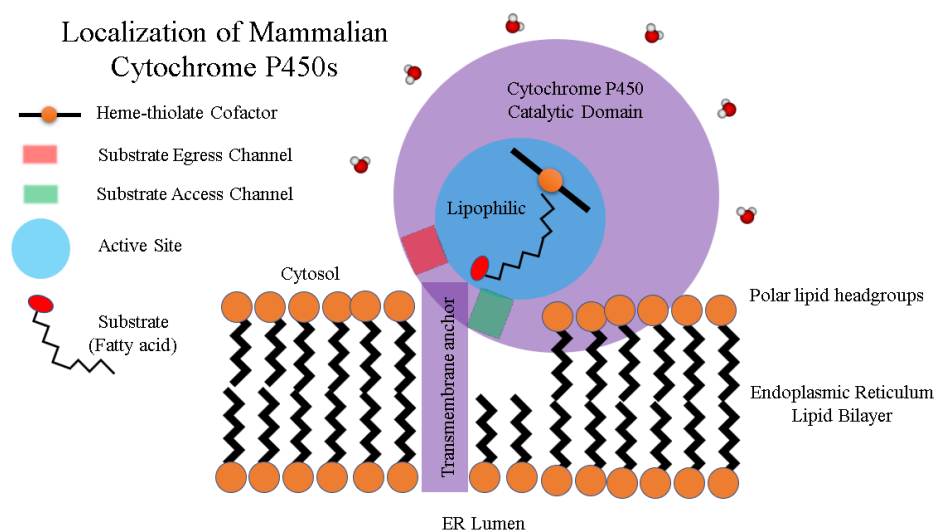 Localization of Mammalian
Cytochrome P450s
Heme-thiolate Cofactor
Substrate Egress Channel
Substrate Access Channel
Active Site
Substrate
(Fatty acid)
Cytochrome P450
Catalytic Domain
Lipophilic
Cytosol
Transmembrane anchor
Polar lipid headgroups
Endoplasmic Reticulum
Lipid Bilayer
ER Lumen